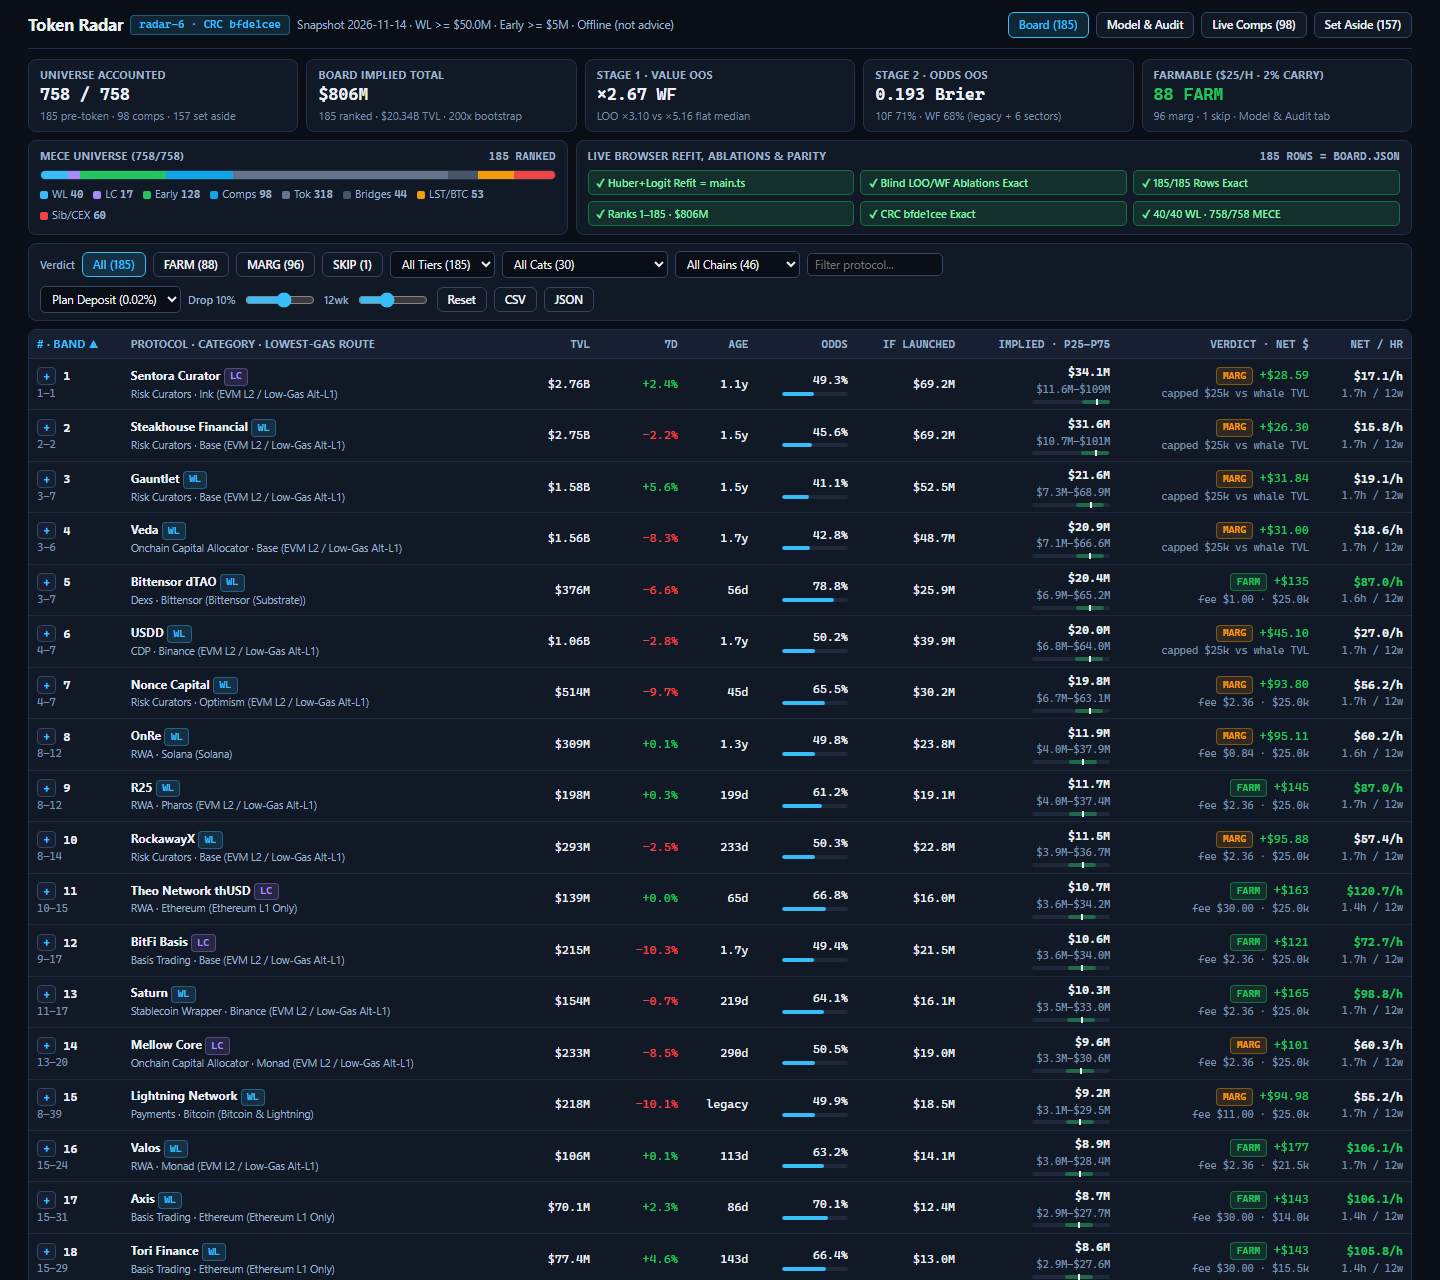 Token Radar radar-6 · CRC bfde1cee Snapshot 2026-11-14 · WL >= $50.0M · Early >= $5M · Offline (not advice) Board (185) Model & Audit Live Comps (98) Set Aside (157)
UNIVERSE ACCOUNTED
758 / 758
185 pre-token · 98 comps · 157 set aside
BOARD IMPLIED TOTAL
$806M
185 ranked · $20.34B TVL · 200x bootstrap
STAGE 1 · VALUE OOS
×2.67 WF
LOO ×3.10 vs ×5.16 flat median
STAGE 2 · ODDS OOS
0.193 Brier
10F 71% · WF 68% (legacy + 6 sectors)
FARMABLE ($25/H · 2% CARRY)
88 FARM
96 marg · 1 skip · Model & Audit tab
MECE UNIVERSE (758/758) 185 RANKED
WL 40 LC 17 Early 128 Comps 98 Tok 318 Bridges 44 LST/BTC 53
Sib/CEX 60
LIVE BROWSER REFIT, ABLATIONS & PARITY 185 ROWS = BOARD.JSON
✓ Huber+Logit Refit = main.ts ✓ Blind LOO/WF Ablations Exact ✓ 185/185 Rows Exact
✓ Ranks 1–185 · $806M ✓ CRC bfde1cee Exact ✓ 40/40 WL · 758/758 MECE
Verdict All (185) FARM (88) MARG (96) SKIP (1) All Tiers (185) All Cats (30) All Chains (46) Filter protocol...
Plan Deposit (0.02%) Drop 10% 12wk Reset CSV JSON
# · BAND ▲ PROTOCOL · CATEGORY · LOWEST-GAS ROUTE TVL 7D AGE ODDS IF LAUNCHED IMPLIED · P25–P75 VERDICT · NET $ NET / HR
+ 1 Sentora Curator LC $2.76B +2.4% 1.1y 49.3% $69.2M $34.1M MARG +$28.59 $17.1/h
1–1 Risk Curators · Ink (EVM L2 / Low-Gas Alt-L1) $11.6M–$109M capped $25k vs whale TVL 1.7h / 12w
+ 2 Steakhouse Financial WL $2.75B −2.2% 1.5y 45.6% $69.2M $31.6M MARG +$26.30 $15.8/h
2–2 Risk Curators · Base (EVM L2 / Low-Gas Alt-L1) $10.7M–$101M capped $25k vs whale TVL 1.7h / 12w
+ 3 Gauntlet WL $1.58B +5.6% 1.5y 41.1% $52.5M $21.6M MARG +$31.84 $19.1/h
3–7 Risk Curators · Base (EVM L2 / Low-Gas Alt-L1) $7.3M–$68.9M capped $25k vs whale TVL 1.7h / 12w
+ 4 Veda WL $1.56B −8.3% 1.7y 42.8% $48.7M $20.9M MARG +$31.00 $18.6/h
3–6 Onchain Capital Allocator · Base (EVM L2 / Low-Gas Alt-L1) $7.1M–$66.6M capped $25k vs whale TVL 1.7h / 12w
+ 5 Bittensor dTAO WL $376M −6.6% 56d 78.8% $25.9M $20.4M FARM +$135 $87.0/h
3–7 Dexs · Bittensor (Bittensor (Substrate)) $6.9M–$65.2M fee $1.00 · $25.0k 1.6h / 12w
+ 6 USDD WL $1.06B −2.8% 1.7y 50.2% $39.9M $20.0M MARG +$45.10 $27.0/h
4–7 CDP · Binance (EVM L2 / Low-Gas Alt-L1) $6.8M–$64.0M capped $25k vs whale TVL 1.7h / 12w
+ 7 Nonce Capital WL $514M −9.7% 45d 65.5% $30.2M $19.8M MARG +$93.80 $56.2/h
4–7 Risk Curators · Optimism (EVM L2 / Low-Gas Alt-L1) $6.7M–$63.1M fee $2.36 · $25.0k 1.7h / 12w
+ 8 OnRe WL $309M +0.1% 1.3y 49.8% $23.8M $11.9M MARG +$95.11 $60.2/h
8–12 RWA · Solana (Solana) $4.0M–$37.9M fee $0.84 · $25.0k 1.6h / 12w
+ 9 R25 WL $198M +0.3% 199d 61.2% $19.1M $11.7M FARM +$145 $87.0/h
8–12 RWA · Pharos (EVM L2 / Low-Gas Alt-L1) $4.0M–$37.4M fee $2.36 · $25.0k 1.7h / 12w
+ 10 RockawayX WL $293M −2.5% 233d 50.3% $22.8M $11.5M MARG +$95.88 $57.4/h
8–14 Risk Curators · Base (EVM L2 / Low-Gas Alt-L1) $3.9M–$36.7M fee $2.36 · $25.0k 1.7h / 12w
+ 11 Theo Network thUSD LC $139M +0.0% 65d 66.8% $16.0M $10.7M FARM +$163 $120.7/h
10–15 RWA · Ethereum (Ethereum L1 Only) $3.6M–$34.2M fee $30.00 · $25.0k 1.4h / 12w
+ 12 BitFi Basis LC $215M −10.3% 1.7y 49.4% $21.5M $10.6M FARM +$121 $72.7/h
9–17 Basis Trading · Base (EVM L2 / Low-Gas Alt-L1) $3.6M–$34.0M fee $2.36 · $25.0k 1.7h / 12w
+ 13 Saturn WL $154M −0.7% 219d 64.1% $16.1M $10.3M FARM +$165 $98.8/h
11–17 Stablecoin Wrapper · Binance (EVM L2 / Low-Gas Alt-L1) $3.5M–$33.0M fee $2.36 · $25.0k 1.7h / 12w
+ 14 Mellow Core LC $233M −8.5% 290d 50.5% $19.0M $9.6M MARG +$101 $60.3/h
13–20 Onchain Capital Allocator · Monad (EVM L2 / Low-Gas Alt-L1) $3.3M–$30.6M fee $2.36 · $25.0k 1.7h / 12w
+ 15 Lightning Network WL $218M −10.1% legacy 49.9% $18.5M $9.2M MARG +$94.98 $55.2/h
8–39 Payments · Bitcoin (Bitcoin & Lightning) $3.1M–$29.5M fee $11.00 · $25.0k 1.7h / 12w
+ 16 Valos WL $106M +0.1% 113d 63.2% $14.1M $8.9M FARM +$177 $106.1/h
15–24 RWA · Monad (EVM L2 / Low-Gas Alt-L1) $3.0M–$28.4M fee $2.36 · $21.5k 1.7h / 12w
+ 17 Axis WL $70.1M +2.3% 86d 70.1% $12.4M $8.7M FARM +$143 $106.1/h
15–31 Basis Trading · Ethereum (Ethereum L1 Only) $2.9M–$27.7M fee $30.00 · $14.0k 1.4h / 12w
+ 18 Tori Finance WL $77.4M +4.6% 143d 66.4% $13.0M $8.6M FARM +$143 $105.8/h
15–29 Basis Trading · Ethereum (Ethereum L1 Only) $2.9M–$27.6M fee $30.00 · $15.5k 1.4h / 12w